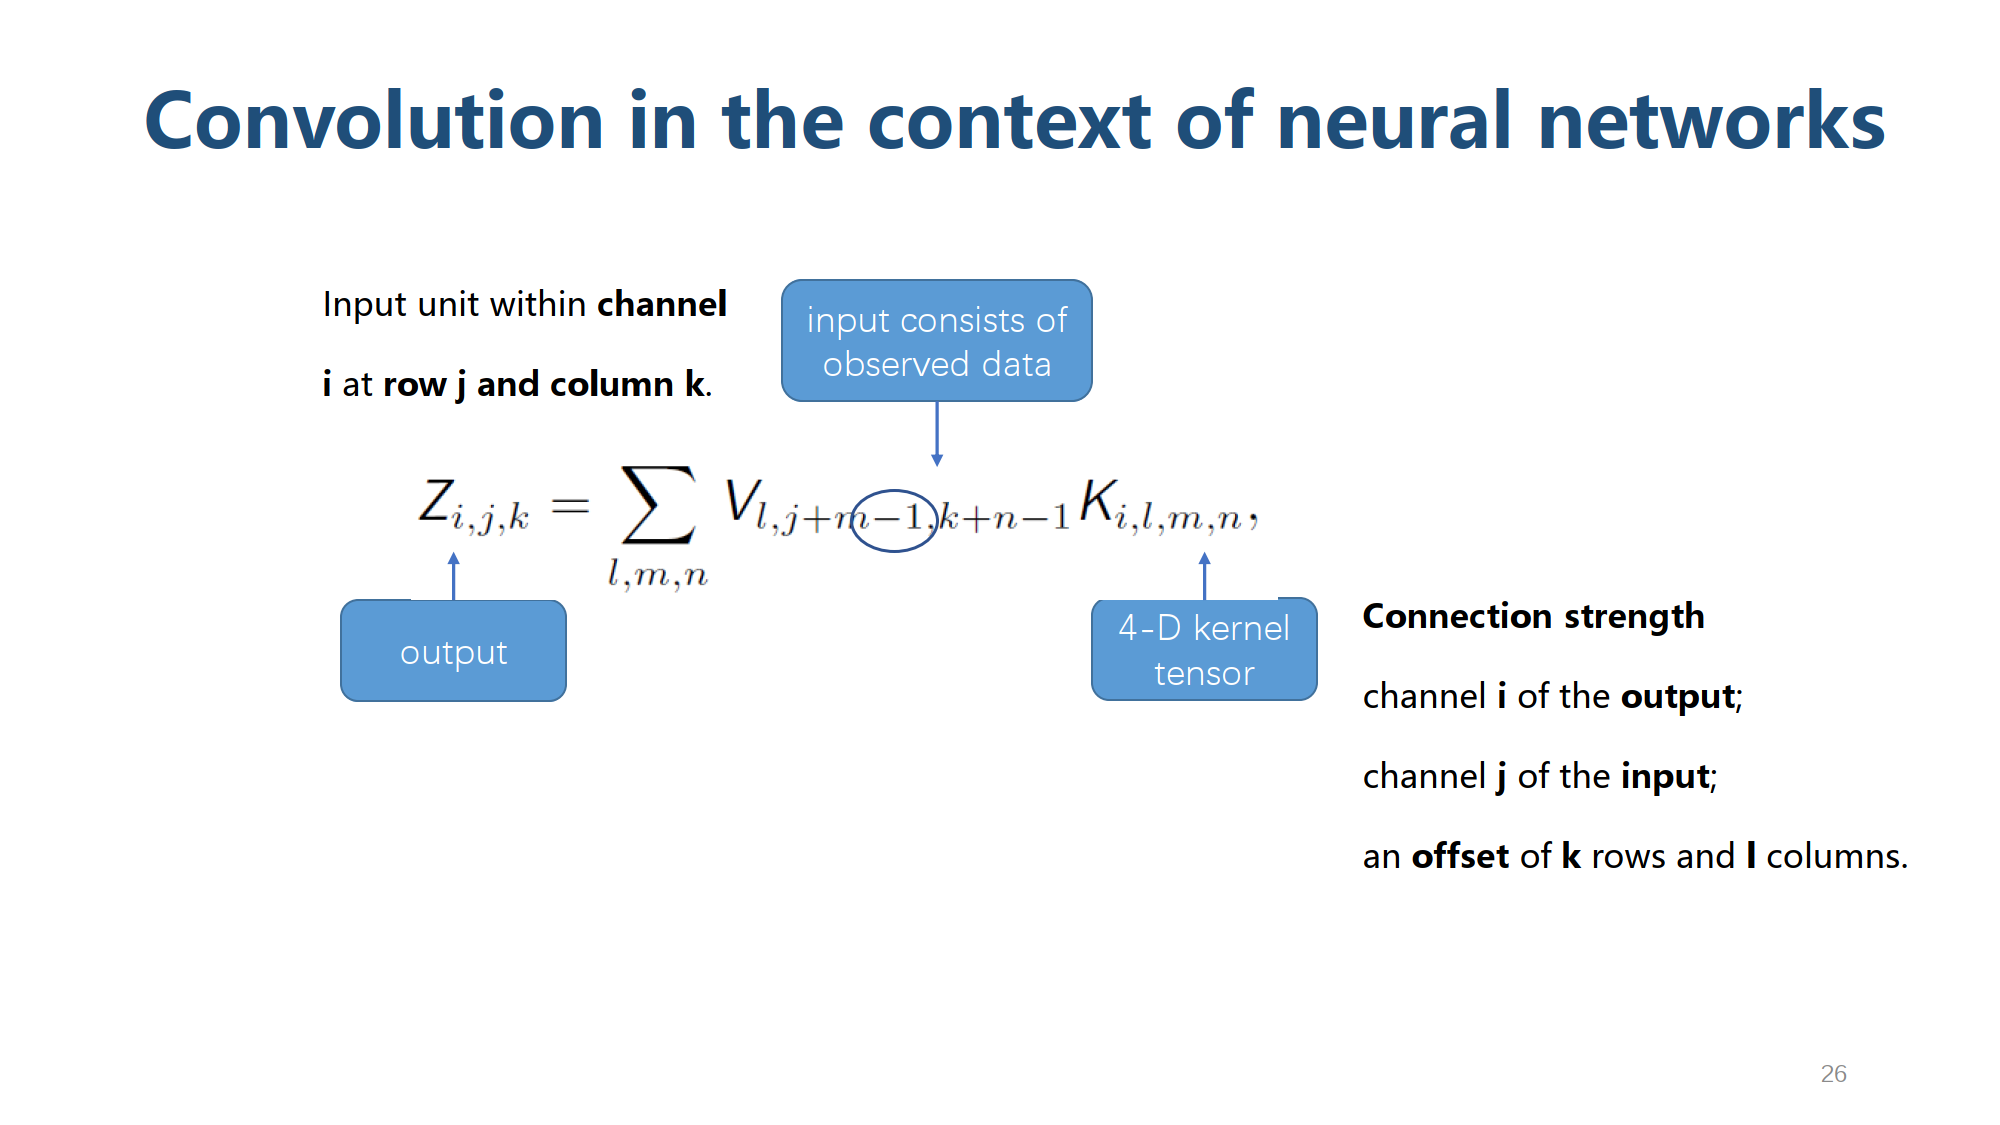 Convolution in the context of neural networks
Input unit within channel
i at row j and column k.
input consists of
observed data
Z_{i,j,k} = \sum_{l,m,n} V_{l,j+m-1,k+n-1} K_{i,l,m,n},
output
4-D kernel
tensor
Connection strength
channel i of the output;
channel j of the input;
an offset of k rows and l columns.
26